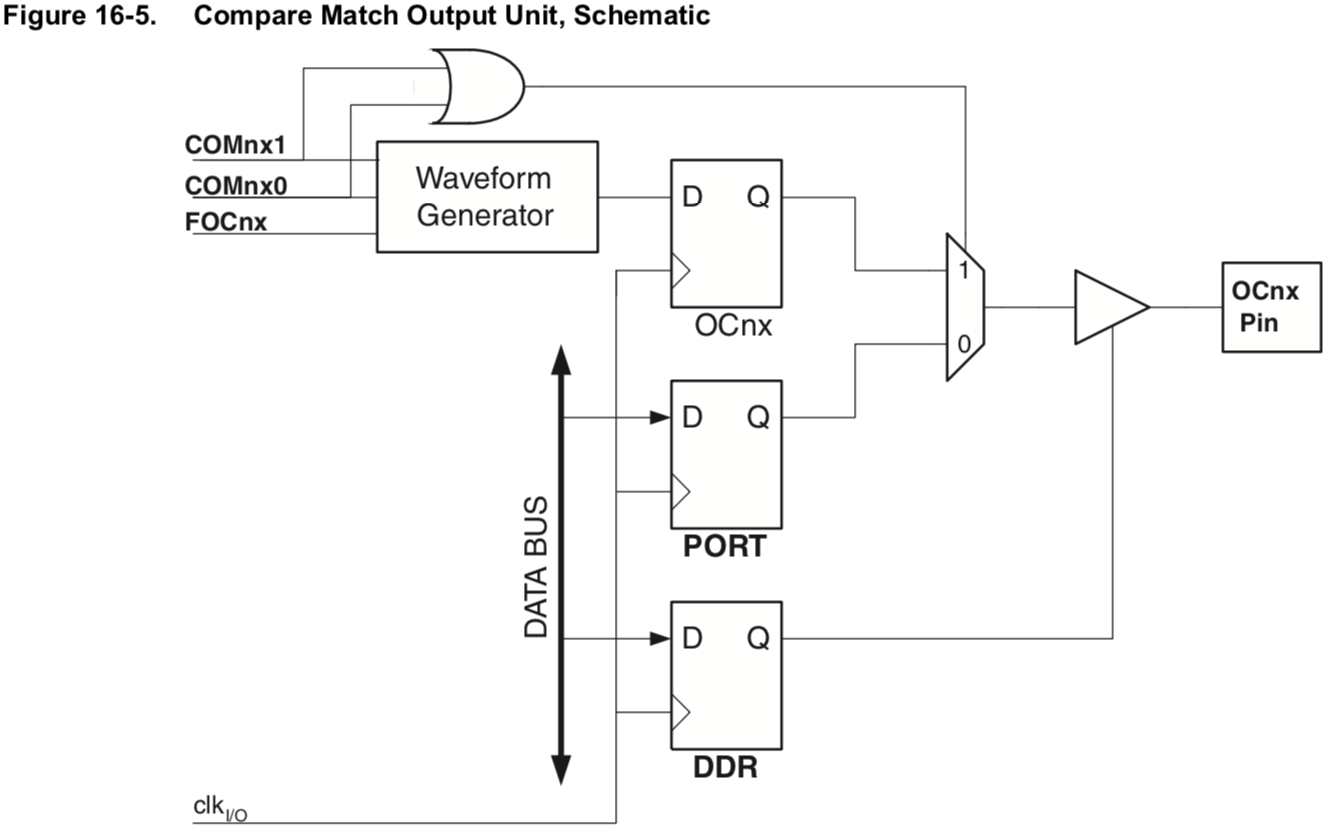 Figure 16-5. Compare Match Output Unit, Schematic
COMnx1
COMnx0
FOCnx
Waveform
Generator
D Q
OCnx
1
0
OCnx
Pin
D Q
PORT
DATA BUS
D Q
DDR
clkI/O